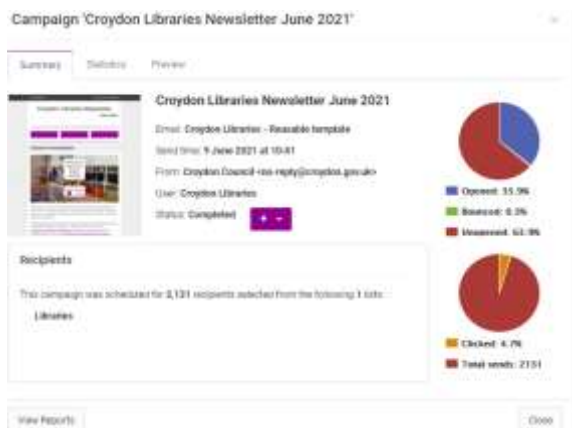 Campaign 'Croydon Libraries Newsletter June 2021'
Summary Statistics Preview
Croydon Libraries Newsletter June 2021
Email: Croydon Libraries - Reusable template
Send time: 9 June 2021 at 10:41
From: Croydon Council <no-reply@croydon.gov.uk>
User: Croydon Libraries
Status: Completed
Opened: 35.9%
Bounced: 0.3%
Unopened: 63.9%
Recipients
This campaign was scheduled for 2,131 recipients selected from the following 1 lists:
Libraries
Clicked: 4.7%
Total sends: 2131
View Reports
Close